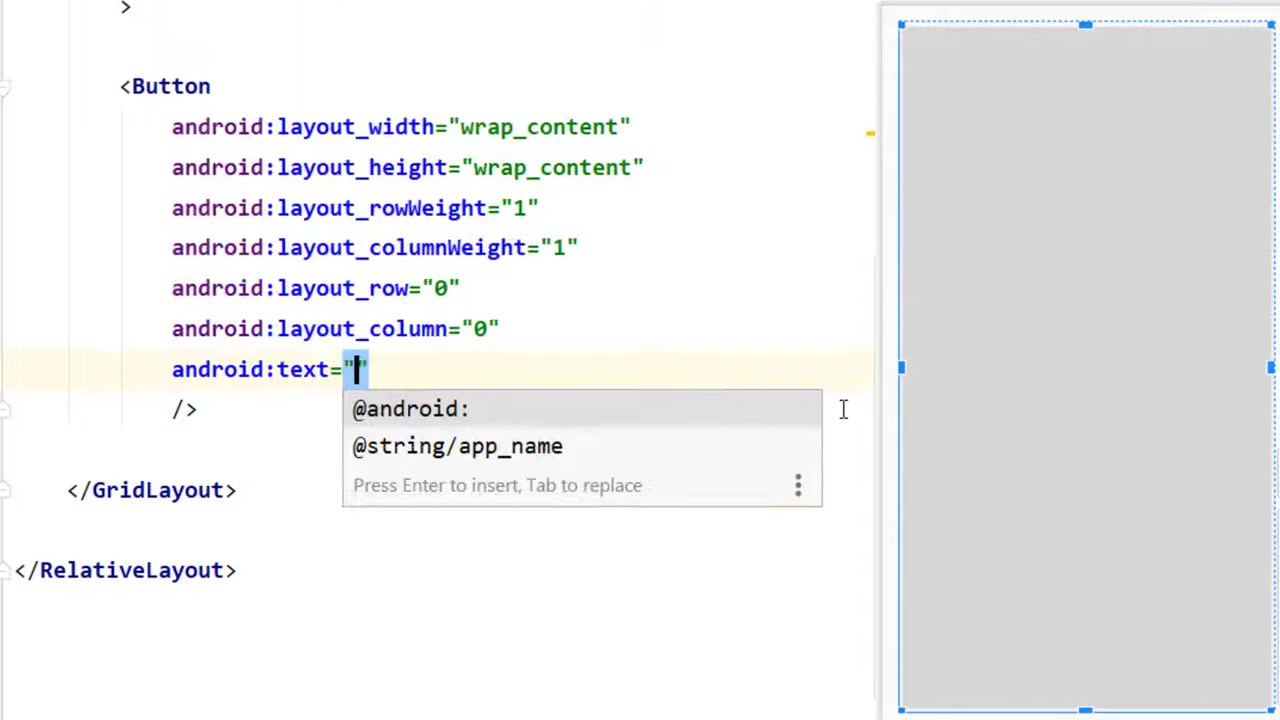 >
<Button
android:layout_width="wrap_content"
android:layout_height="wrap_content"
android:layout_rowWeight="1"
android:layout_columnWeight="1"
android:layout_row="0"
android:layout_column="0"
android:text=""
@android:
/>
@string/app_name
Press Enter to insert, Tab to replace
</GridLayout>
</RelativeLayout>